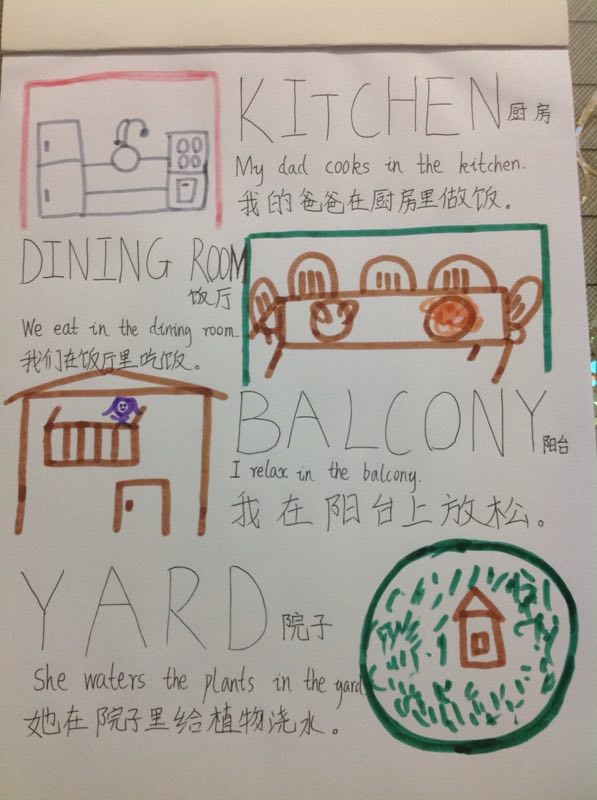 KITCHEN 厨房
My dad cooks in the kitchen.
我的爸爸在厨房里做饭。
DINING ROOM
饭厅
We eat in the dining room.
我们在饭厅里吃饭。
BALCONY 阳台
I relax in the balcony.
我在阳台上放松。
YARD 院子
She waters the plants in the yard
她在院子里给植物浇水。